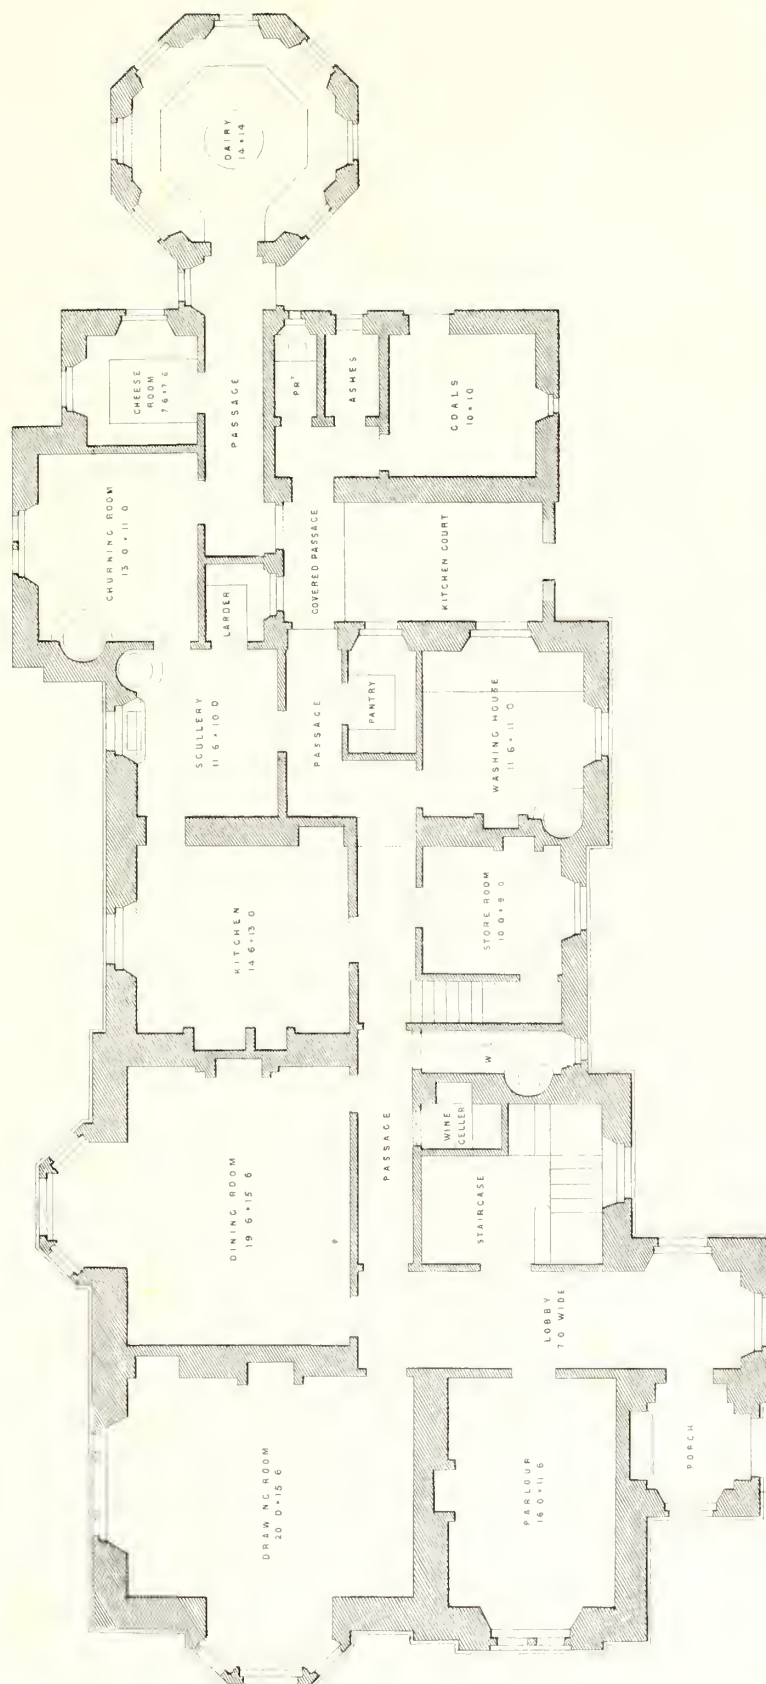 DAIRY
14 × 14
CHEESE
ROOM
7 6 × 7 6
PASSAGE
PRY
ASHES
COALS
10 × 10
CHURNING ROOM
13 0 × 11 0
LARDER
COVERED PASSAGE
KITCHEN COURT
SCULLERY
11 6 × 10 0
PASSAGE
PANTRY
WASHING HOUSE
11 6 × 11 0
KITCHEN
14 6 × 13 0
STORE ROOM
10 0 × 9 0
W
DINING ROOM
19 6 × 15 6
PASSAGE
WINE
CELLER
STAIRCASE
LOBBY
7 0 WIDE
DRAWING ROOM
20 0 × 15 6
PARLOUR
16 0 × 11 6
PORCH